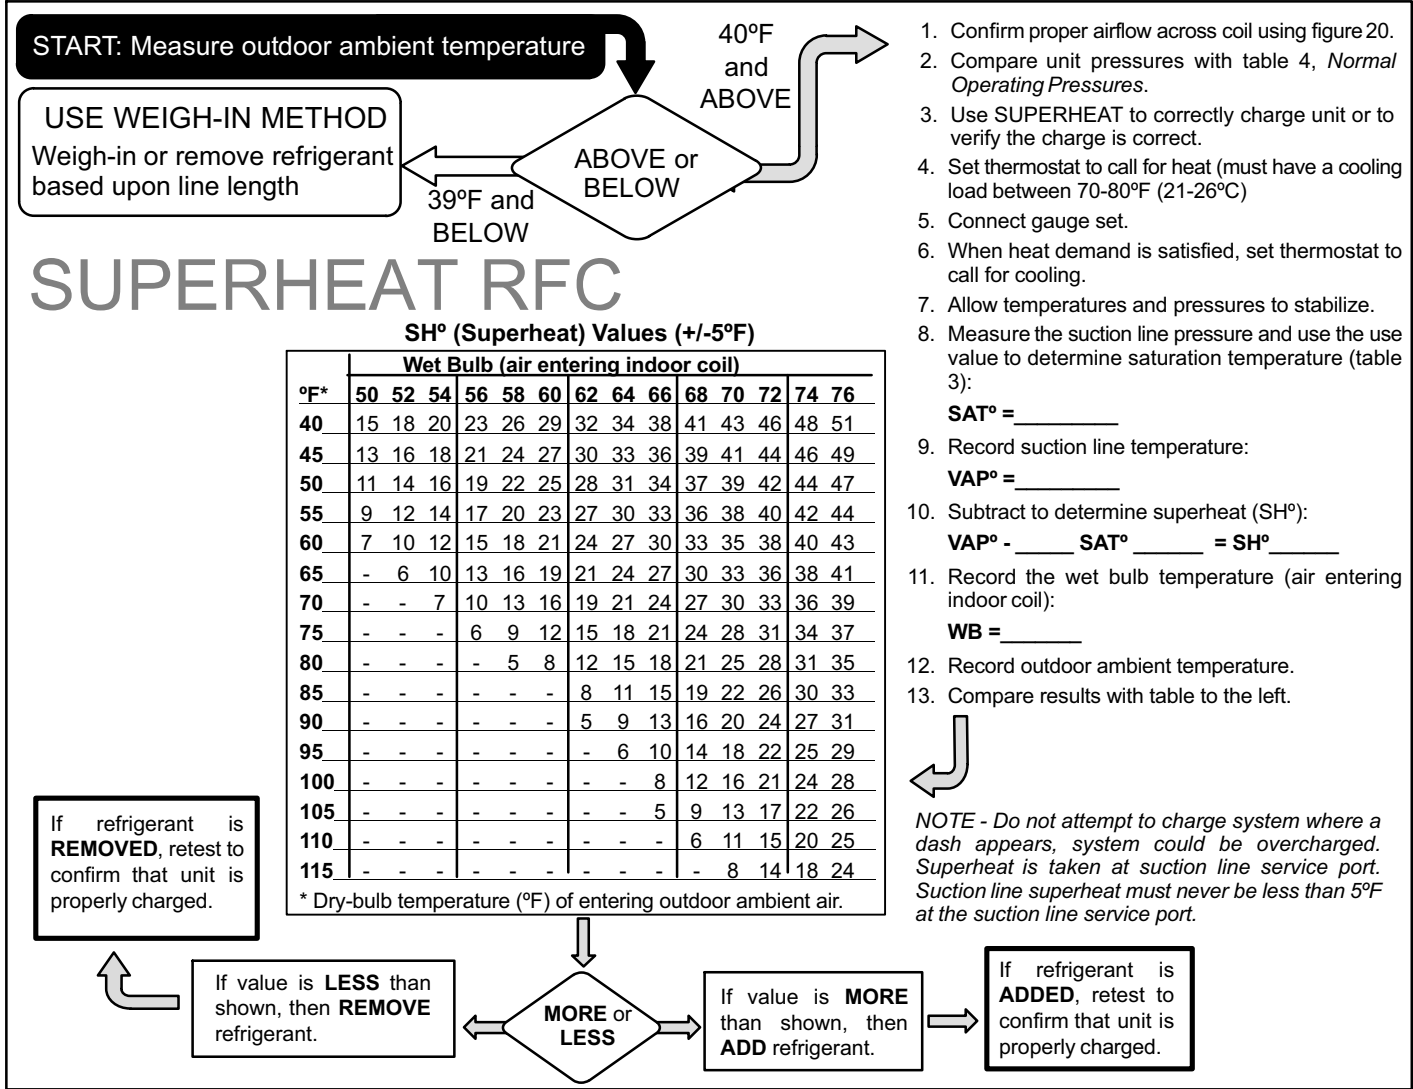 START: Measure outdoor ambient temperature
USE WEIGH-IN METHOD
Weigh-in or remove refrigerant
based upon line length
39ºF and
BELOW
ABOVE or
BELOW
40ºF
and
ABOVE
SUPERHEAT RFC
SHº (Superheat) Values (+/-5ºF)
Wet Bulb (air entering indoor coil)
ºF* 50 52 54 56 58 60 62 64 66 68 70 72 74 76
40 15 18 20 23 26 29 32 34 38 41 43 46 48 51
45 13 16 18 21 24 27 30 33 36 39 41 44 46 49
50 11 14 16 19 22 25 28 31 34 37 39 42 44 47
55 9 12 14 17 20 23 27 30 33 36 38 40 42 44
60 7 10 12 15 18 21 24 27 30 33 35 38 40 43
65 - 6 10 13 16 19 21 24 27 30 33 36 38 41
70 - - 7 10 13 16 19 21 24 27 30 33 36 39
75 - - - 6 9 12 15 18 21 24 28 31 34 37
80 - - - - 5 8 12 15 18 21 25 28 31 35
85 - - - - - - 8 11 15 19 22 26 30 33
90 - - - - - - 5 9 13 16 20 24 27 31
95 - - - - - - - 6 10 14 18 22 25 29
100 - - - - - - - - 8 12 16 21 24 28
105 - - - - - - - - 5 9 13 17 22 26
110 - - - - - - - - - 6 11 15 20 25
115 - - - - - - - - - - 8 14 18 24
* Dry-bulb temperature (ºF) of entering outdoor ambient air.
1. Confirm proper airflow across coil using figure 20.
2. Compare unit pressures with table 4, Normal
Operating Pressures.
3. Use SUPERHEAT to correctly charge unit or to
verify the charge is correct.
4. Set thermostat to call for heat (must have a cooling
load between 70-80ºF (21-26ºC)
5. Connect gauge set.
6. When heat demand is satisfied, set thermostat to
call for cooling.
7. Allow temperatures and pressures to stabilize.
8. Measure the suction line pressure and use the use
value to determine saturation temperature (table
3):
SATº =_________
9. Record suction line temperature:
VAPº =_________
10. Subtract to determine superheat (SHº):
VAPº - _____ SATº ______ = SHº______
11. Record the wet bulb temperature (air entering
indoor coil):
WB =_______
12. Record outdoor ambient temperature.
13. Compare results with table to the left.
NOTE - Do not attempt to charge system where a
dash appears, system could be overcharged.
Superheat is taken at suction line service port.
Suction line superheat must never be less than 5ºF
at the suction line service port.
If refrigerant is
REMOVED, retest to
confirm that unit is
properly charged.
If value is LESS than
shown, then REMOVE
refrigerant.
MORE or
LESS
If value is MORE
than shown, then
ADD refrigerant.
If refrigerant is
ADDED, retest to
confirm that unit is
properly charged.